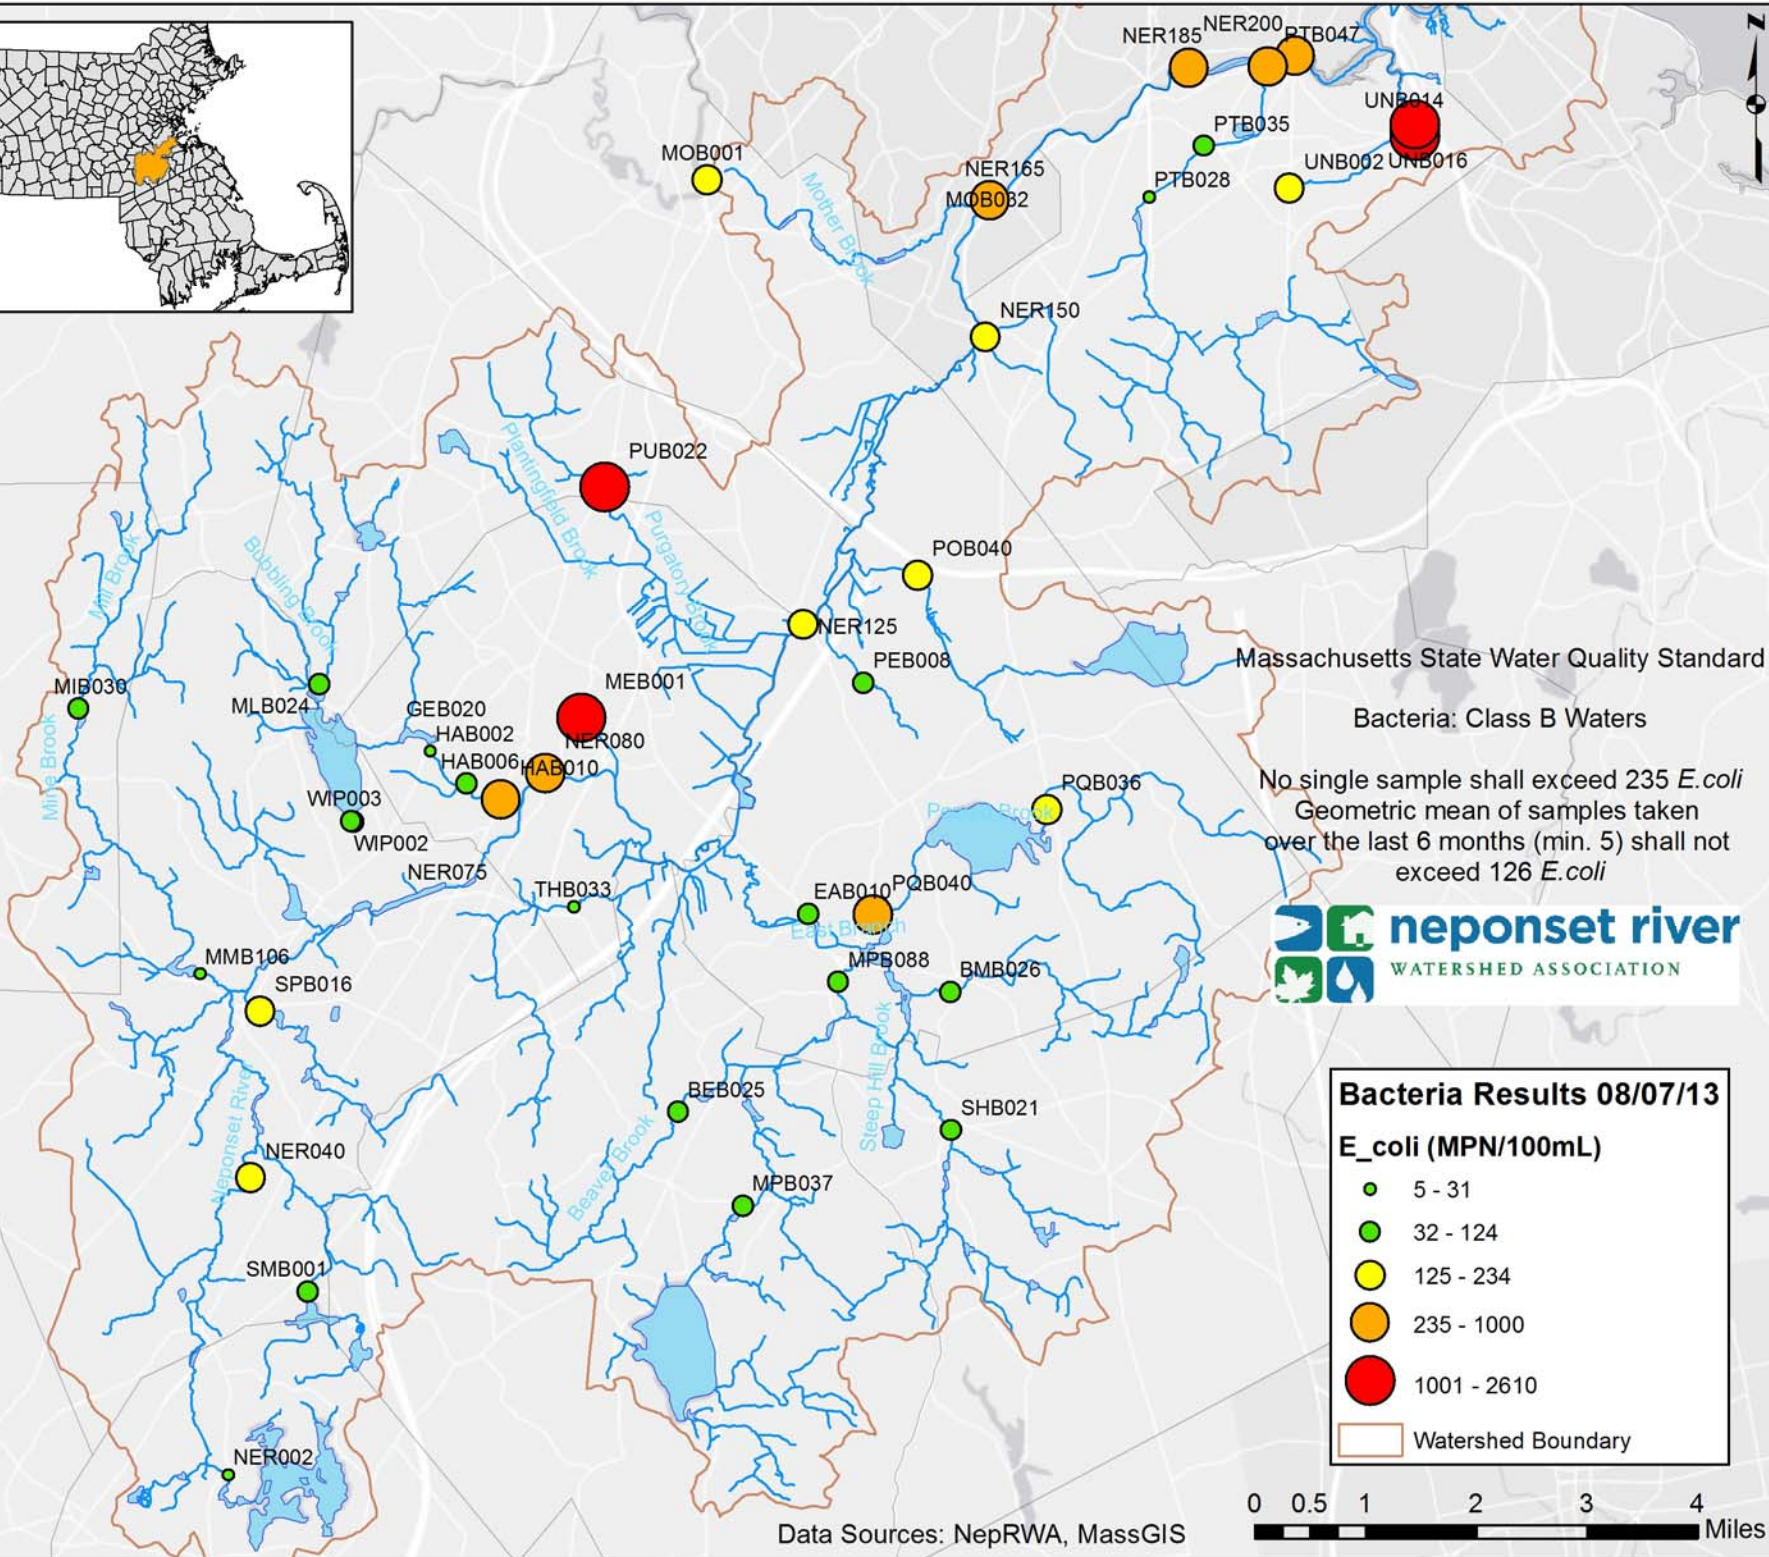 NER185
NER200
PTB047
UNB014
PTB035
MOB001
NER165
UNB002
UNB016
PTB028
MOB032
Mother Brook
NER150
Plantingfield Brook
PUB022
Purgatory Brook
Mill Brook
Bubbling Brook
POB040
NER125
PEB008
Massachusetts State Water Quality Standard
Bacteria: Class B Waters
No single sample shall exceed 235 E.coli
Geometric mean of samples taken
over the last 6 months (min. 5) shall not
exceed 126 E.coli
MIB030
MEB001
MLB024
GEB020
HAB002
NER080
HAB006
HAB010
Mine Brook
PQB036
WIP003
WIP002
NER075
THB033
EAB010
PQB040
East Branch
neponset river
WATERSHED ASSOCIATION
MMB106
SPB016
MPB088
BMB026
Steep Hill Brook
Neponset River
BEB025
SHB021
NER040
Beaver Brook
MPB037
SMB001
NER002
Bacteria Results 08/07/13
E_coli (MPN/100mL)
5 - 31
32 - 124
125 - 234
235 - 1000
1001 - 2610
Watershed Boundary
0 0.5 1 2 3 4
Miles
Data Sources: NepRWA, MassGIS
N